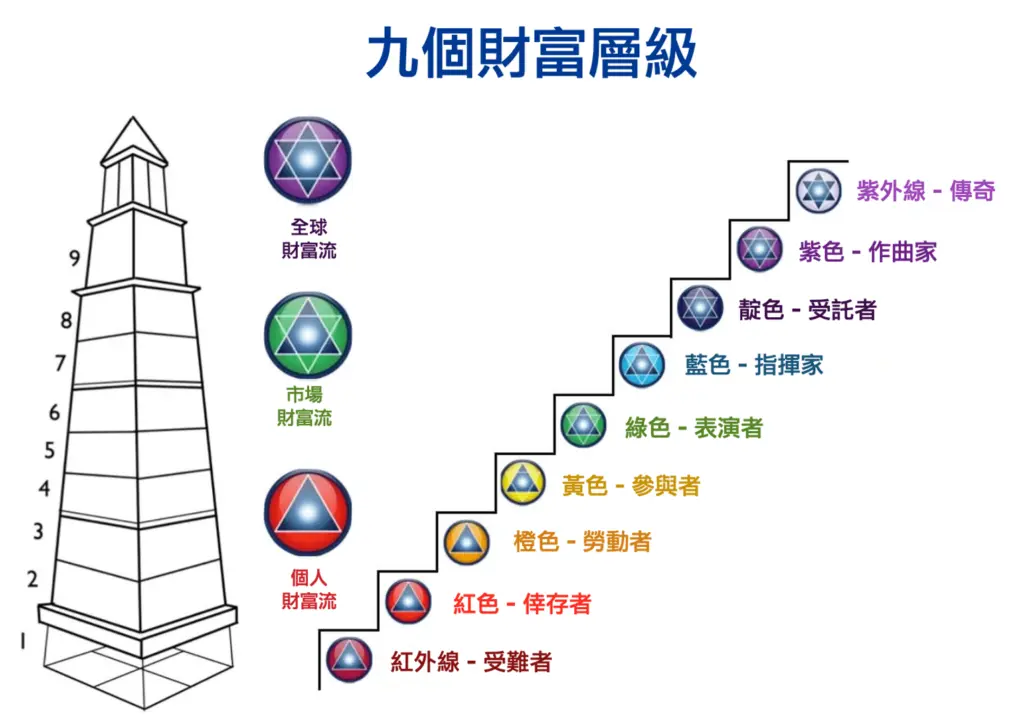 九個財富層級
9
8
7
6
5
4
3
2
1
全球
財富流
市場
財富流
個人
財富流
紫外線 - 傳奇
紫色 - 作曲家
靛色 - 受託者
藍色 - 指揮家
綠色 - 表演者
黃色 - 參與者
橙色 - 勞動者
紅色 - 倖存者
紅外線 - 受難者